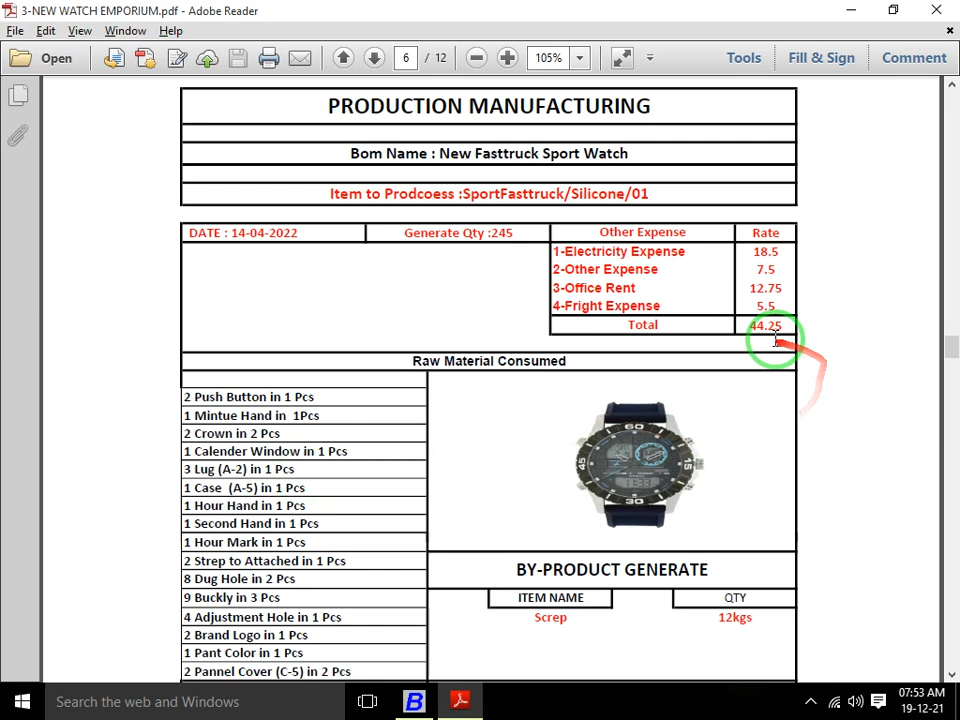 3-NEW WATCH EMPORIUM.pdf - Adobe Reader
File Edit View Window Help
Open 6 / 12 105% Tools Fill & Sign Comment
PRODUCTION MANUFACTURING
Bom Name : New Fasttruck Sport Watch
Item to Prodcoess :SportFasttruck/Silicone/01
DATE : 14-04-2022 Generate Qty :245 Other Expense Rate
1-Electricity Expense 18.5
2-Other Expense 7.5
3-Office Rent 12.75
4-Fright Expense 5.5
Total 44.25
Raw Material Consumed
2 Push Button in 1 Pcs
1 Mintue Hand in 1Pcs
2 Crown in 2 Pcs
1 Calender Window in 1 Pcs
3 Lug (A-2) in 1 Pcs
1 Case (A-5) in 1 Pcs
1 Hour Hand in 1 Pcs
1 Second Hand in 1 Pcs
1 Hour Mark in 1 Pcs
2 Strep to Attached in 1 Pcs
8 Dug Hole in 2 Pcs
9 Buckly in 3 Pcs
4 Adjustment Hole in 1 Pcs
2 Brand Logo in 1 Pcs
1 Pant Color in 1 Pcs
2 Pannel Cover (C-5) in 2 Pcs
60
45
15
30
BY-PRODUCT GENERATE
ITEM NAME QTY
Screp 12kgs
Search the web and Windows
B
07:53 AM
19-12-21